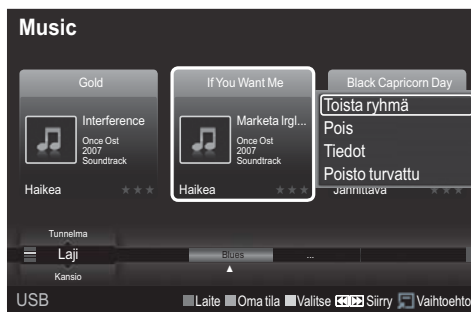 Music
Gold
If You Want Me
Black Capricorn Day
Interference
Once Ost
2007
Soundtrack
Haikea
Marketa Irgl...
Once Ost
2007
Soundtrack
Haikea
Toista ryhmä
Pois
Tiedot
Poisto turvattu
Jännittävä
Tunnelma
Laji
Kansio
Blues
...
USB
Laite Oma tila Valitse Siirry Vaihtoehto